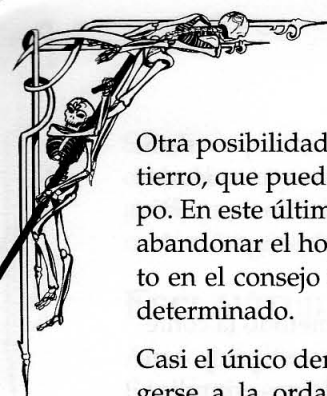 Otra posibilidad
tierro, que pued
po. En este últim
abandonar el ho
to en el consejo
determinado.
Casi el único der
gerse a la orda